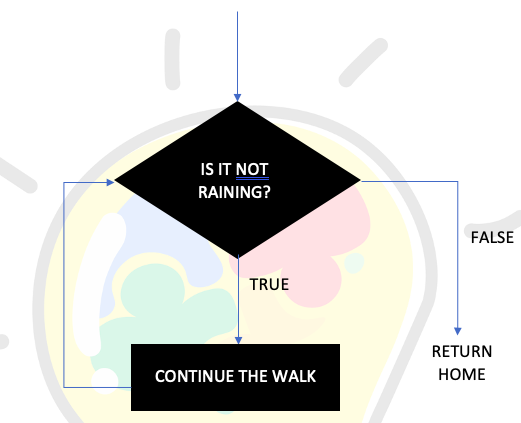 IS IT NOT
RAINING?
FALSE
TRUE
RETURN
HOME
CONTINUE THE WALK